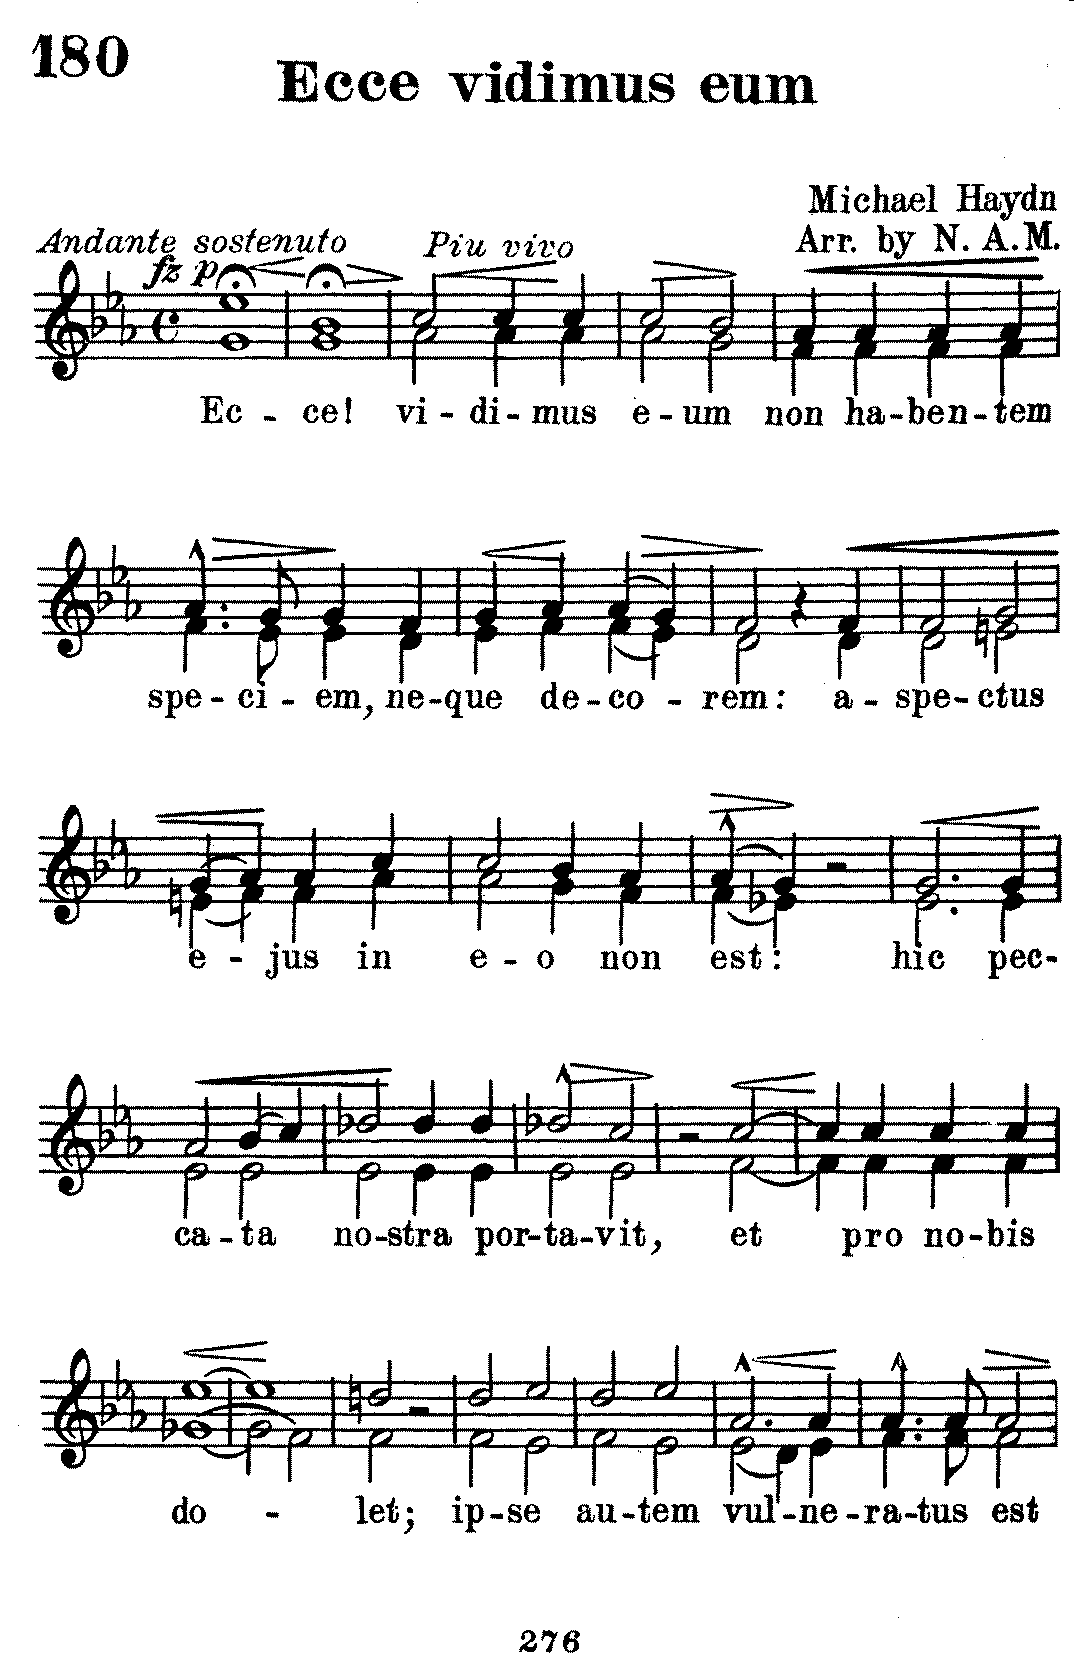 180
Ecce vidimus eum
Michael Haydn
Andante sostenuto Piu vivo Arr. by N. A. M.
fz p
Ec - ce! vi - di - mus e - um non ha - ben - tem
spe - ci - em, ne - que de - co - rem: a - spe - ctus
e - jus in e - o non est: hic pec-
ca - ta no - stra por - ta - vit, et pro no - bis
do - let; ip - se au - tem vul - ne - ra - tus est
276